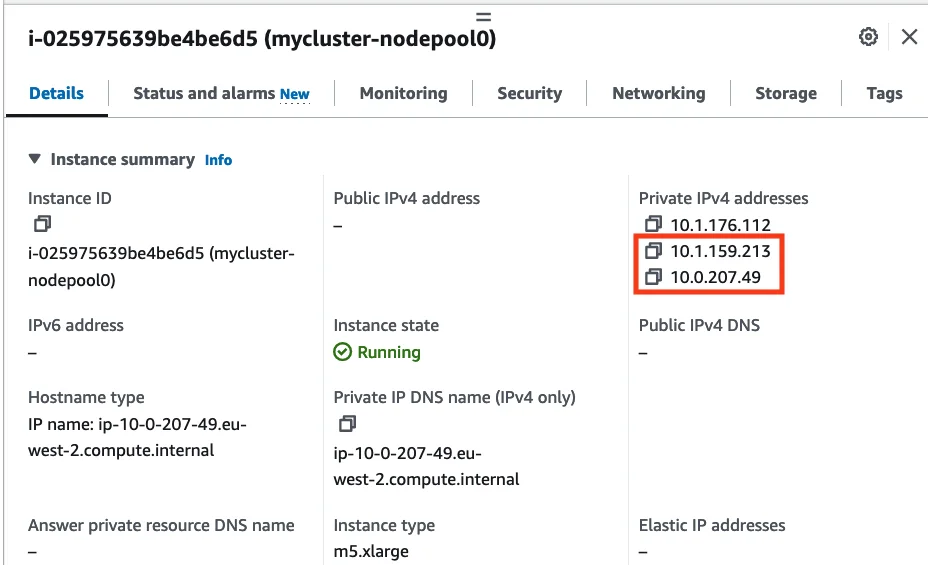 i-025975639be4be6d5 (mycluster-nodepool0)
Details
Status and alarms New
Monitoring
Security
Networking
Storage
Tags
Instance summary Info
Instance ID
i-025975639be4be6d5 (mycluster-
nodepool0)
Public IPv4 address
–
Private IPv4 addresses
10.1.176.112
10.1.159.213
10.0.207.49
IPv6 address
–
Instance state
Running
Public IPv4 DNS
–
Hostname type
IP name: ip-10-0-207-49.eu-
west-2.compute.internal
Private IP DNS name (IPv4 only)
ip-10-0-207-49.eu-
west-2.compute.internal
Answer private resource DNS name
–
Instance type
m5.xlarge
Elastic IP addresses
–